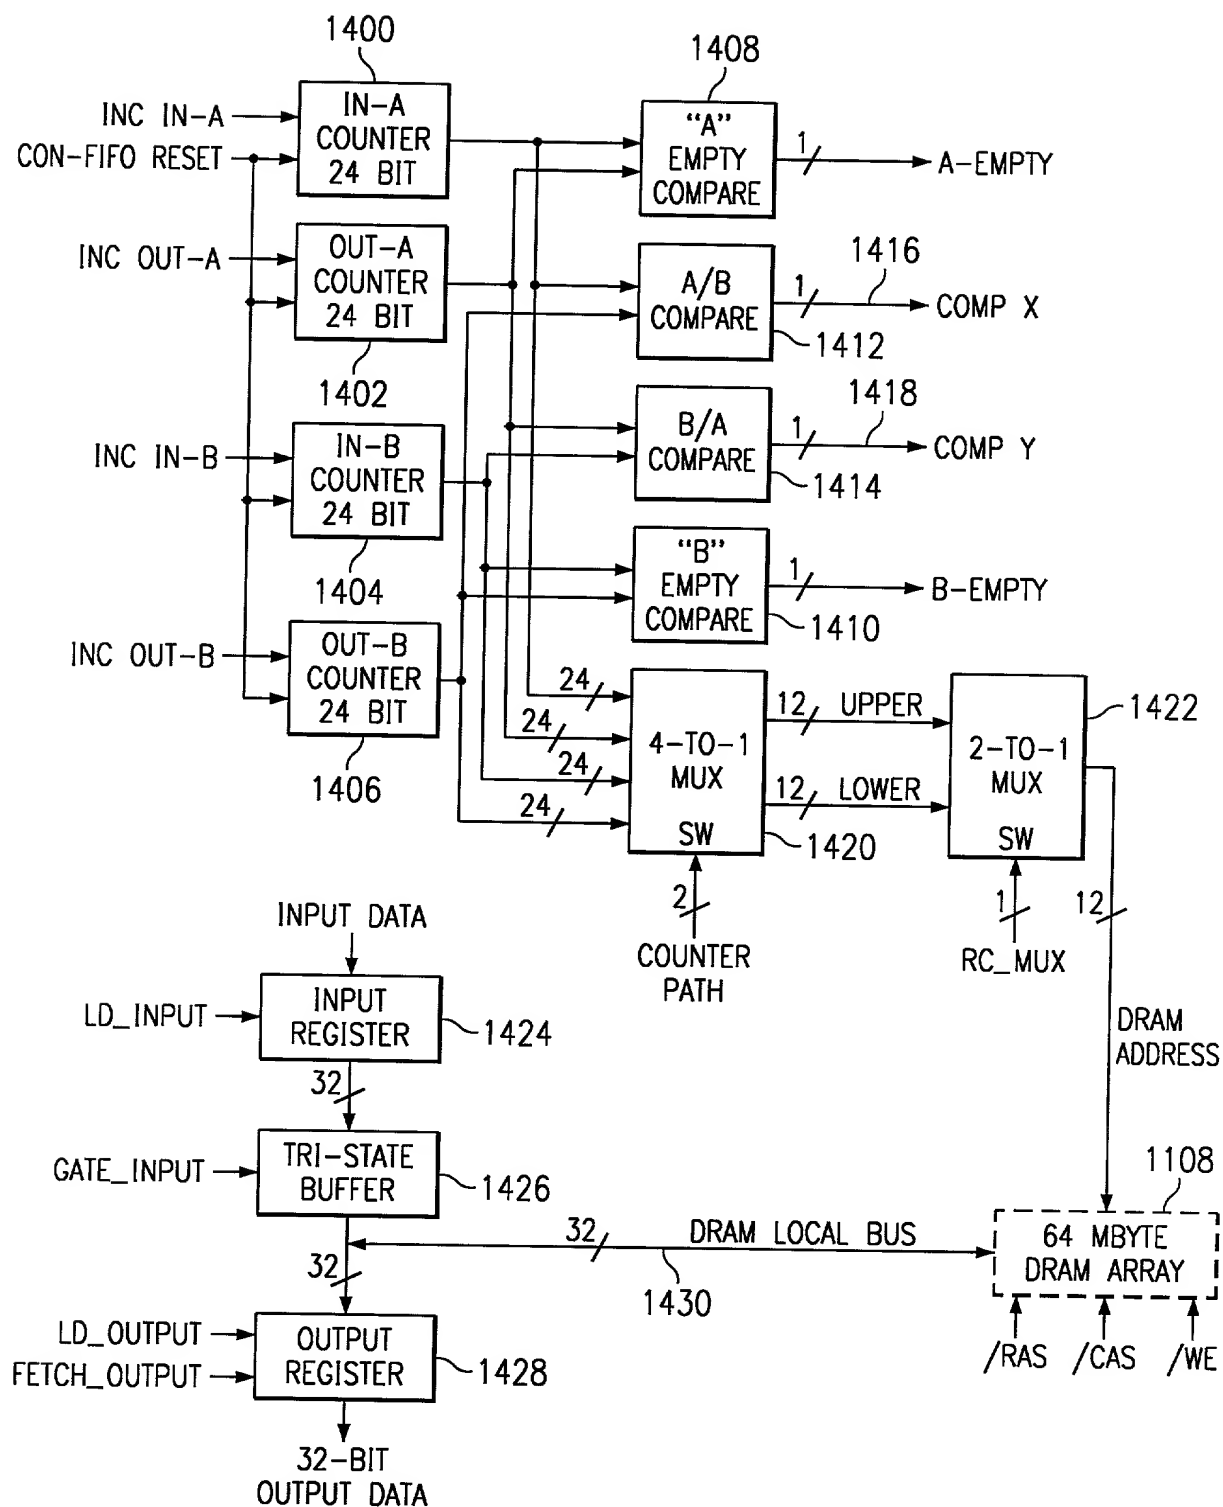 1400
1408
INC IN-A
CON-FIFO RESET
IN-A
COUNTER
24 BIT
"A"
EMPTY
COMPARE
1
A-EMPTY
INC OUT-A
OUT-A
COUNTER
24 BIT
1402
A/B
COMPARE
1412
1
1416
COMP X
INC IN-B
IN-B
COUNTER
24 BIT
1404
B/A
COMPARE
1414
1
1418
COMP Y
"B"
EMPTY
COMPARE
1410
1
B-EMPTY
INC OUT-B
OUT-B
COUNTER
24 BIT
1406
24
24
24
24
4-TO-1
MUX
SW
1420
12
UPPER
12
LOWER
2-TO-1
MUX
SW
1422
2
COUNTER
PATH
1
RC_MUX
12
DRAM
ADDRESS
INPUT DATA
LD_INPUT
INPUT
REGISTER
1424
32
GATE_INPUT
TRI-STATE
BUFFER
1426
32
32
DRAM LOCAL BUS
1430
1108
64 MBYTE
DRAM ARRAY
/RAS
/CAS
/WE
LD_OUTPUT
FETCH_OUTPUT
OUTPUT
REGISTER
1428
32-BIT
OUTPUT DATA